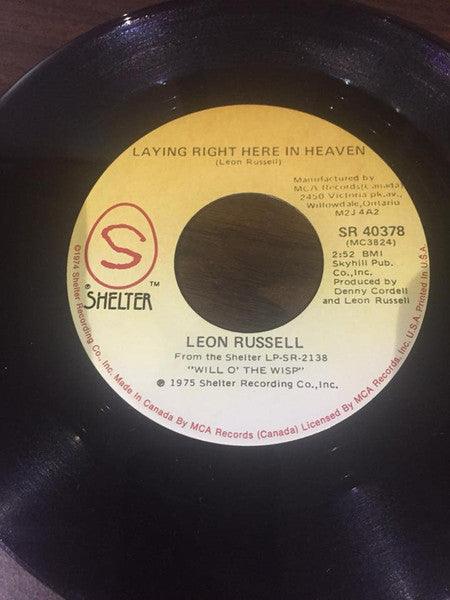 LAYING RIGHT HERE IN HEAVEN
(Leon Russell)
Manufactured by
MCA Records(Canada)
2450 Victoria pk.av.,
Willowdale,Ontario
M2J 4A2
SR 40378
(MC3824)
2:52 BMI
Skyhill Pub.
Co.,Inc.
Produced by
Denny Cordell
and Leon Russell
S
TM
® SHELTER
LEON RUSSELL
From the Shelter LP-SR-2138
"WILL O' THE WISP"
℗ 1975 Shelter Recording Co.,Inc.
©1974 Shelter Recording Co., Inc. Made In Canada By MCA Records (Canada) Licensed By MCA Records, Inc. U.S.A. Printed In U.S.A.